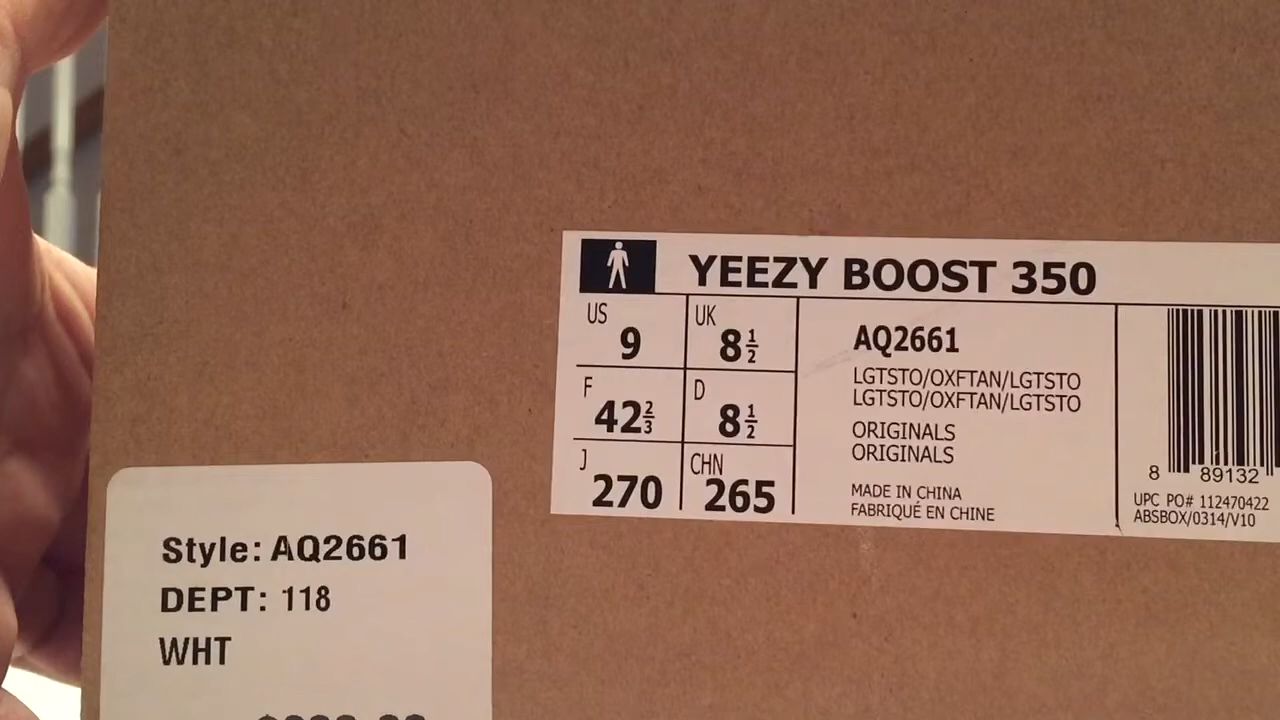 YEEZY BOOST 350
US 9
UK 8 1/2
F 42 2/3
D 8 1/2
J 270
CHN 265
AQ2661
LGTSTO/OXFTAN/LGTSTO
LGTSTO/OXFTAN/LGTSTO
ORIGINALS
ORIGINALS
MADE IN CHINA
FABRIQUÉ EN CHINE
8 89132
UPC PO# 112470422
ABSBOX/0314/V10
Style: AQ2661
DEPT: 118
WHT